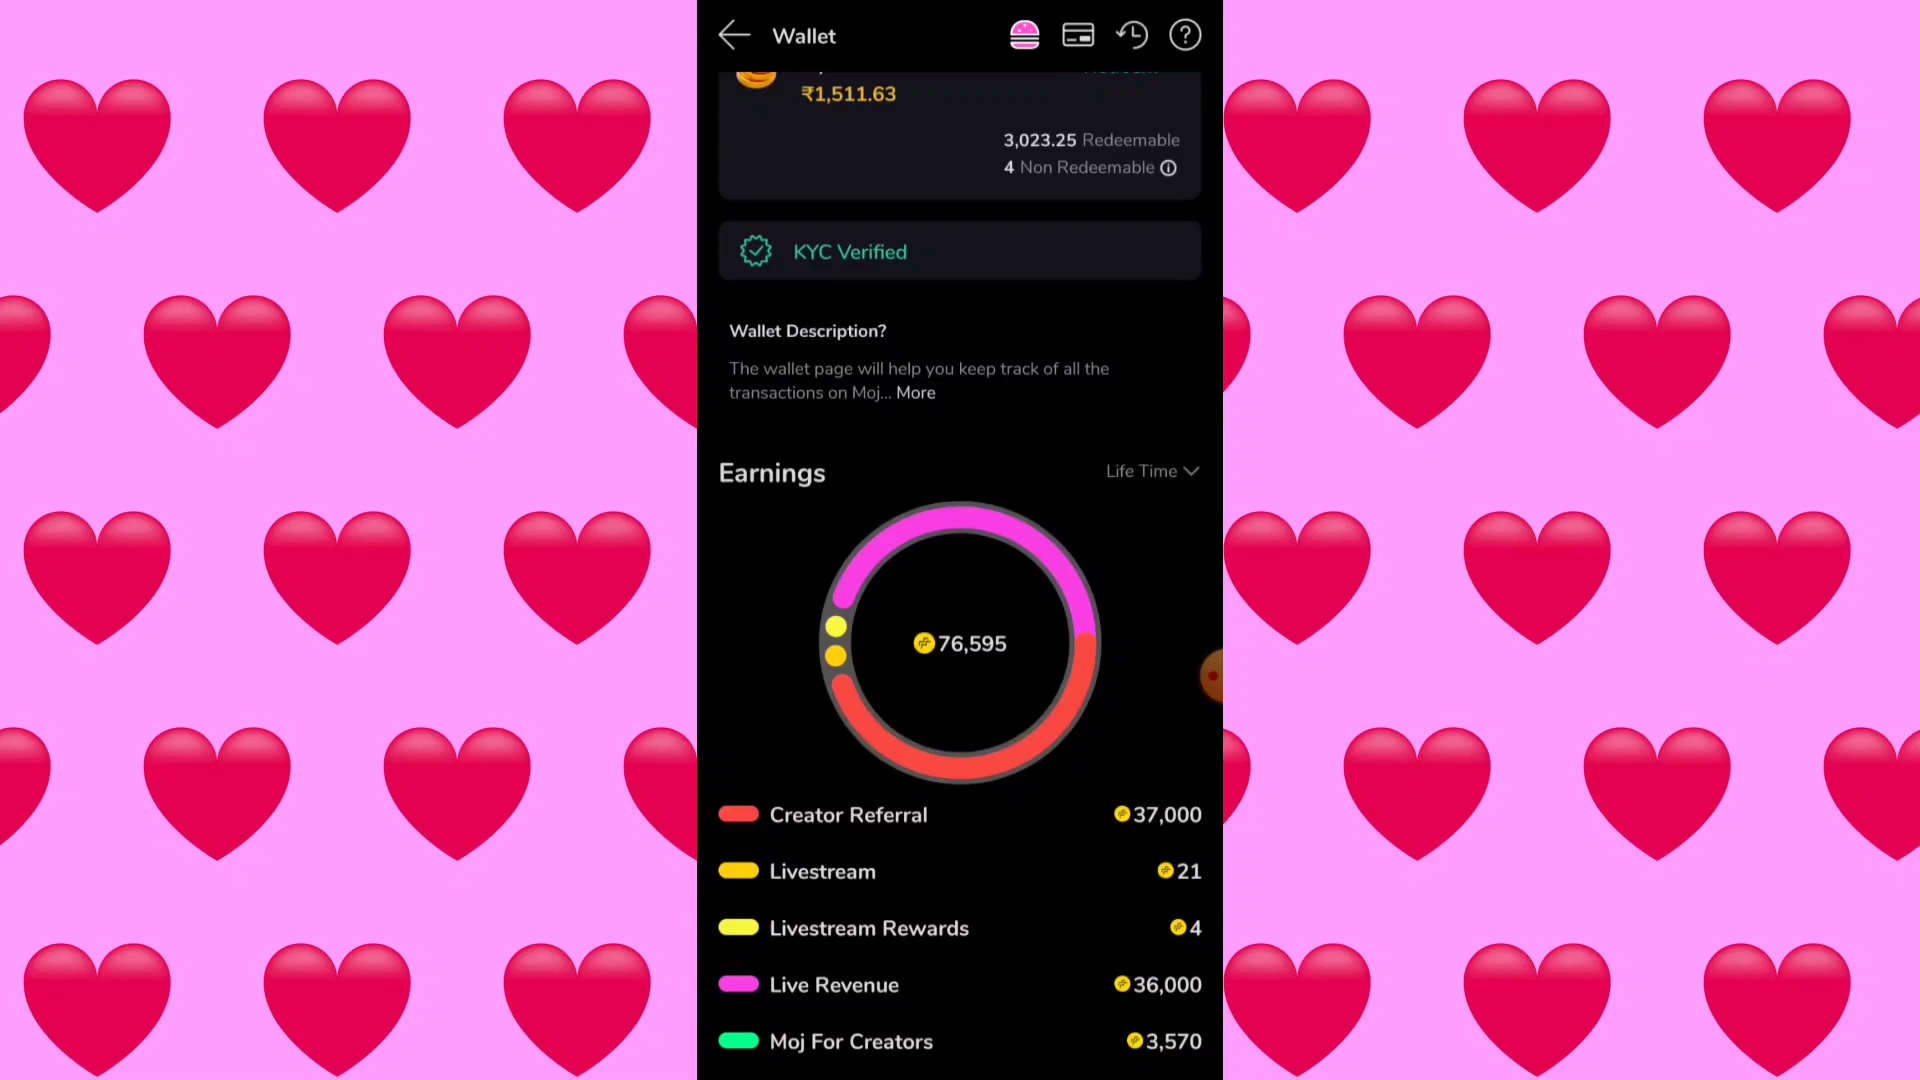 Wallet
₹1,511.63
3,023.25 Redeemable
4 Non Redeemable
KYC Verified
Wallet Description?
The wallet page will help you keep track of all the
transactions on Moj... More
Earnings
Life Time
76,595
Creator Referral 37,000
Livestream 21
Livestream Rewards 4
Live Revenue 36,000
Moj For Creators 3,570